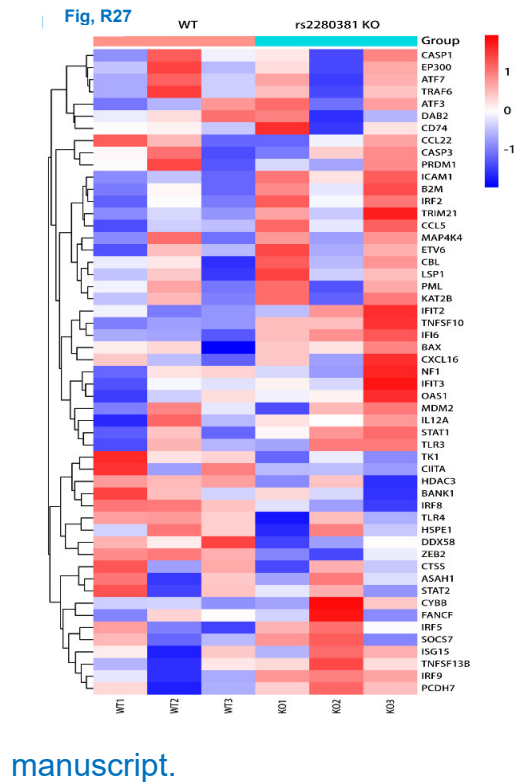 Fig, R27
WT
rs2280381 KO
Group
CASP1
EP300
ATF7
TRAF6
ATF3
DAB2
CD74
CCL22
CASP3
PRDM1
ICAM1
B2M
IRF2
TRIM21
CCL5
MAP4K4
ETV6
CBL
LSP1
PML
KAT2B
IFIT2
TNFSF10
IFI6
BAX
CXCL16
NF1
IFIT3
OAS1
MDM2
IL12A
STAT1
TLR3
TK1
CIITA
HDAC3
BANK1
IRF8
TLR4
HSPE1
DDX58
ZEB2
CTSS
ASAH1
STAT2
CYBB
FANCF
IRF5
SOCS7
ISG15
TNFSF13B
IRF9
PCDH7
1
0
-1
WT1
WT2
WT3
KO1
KO2
KO3
manuscript.